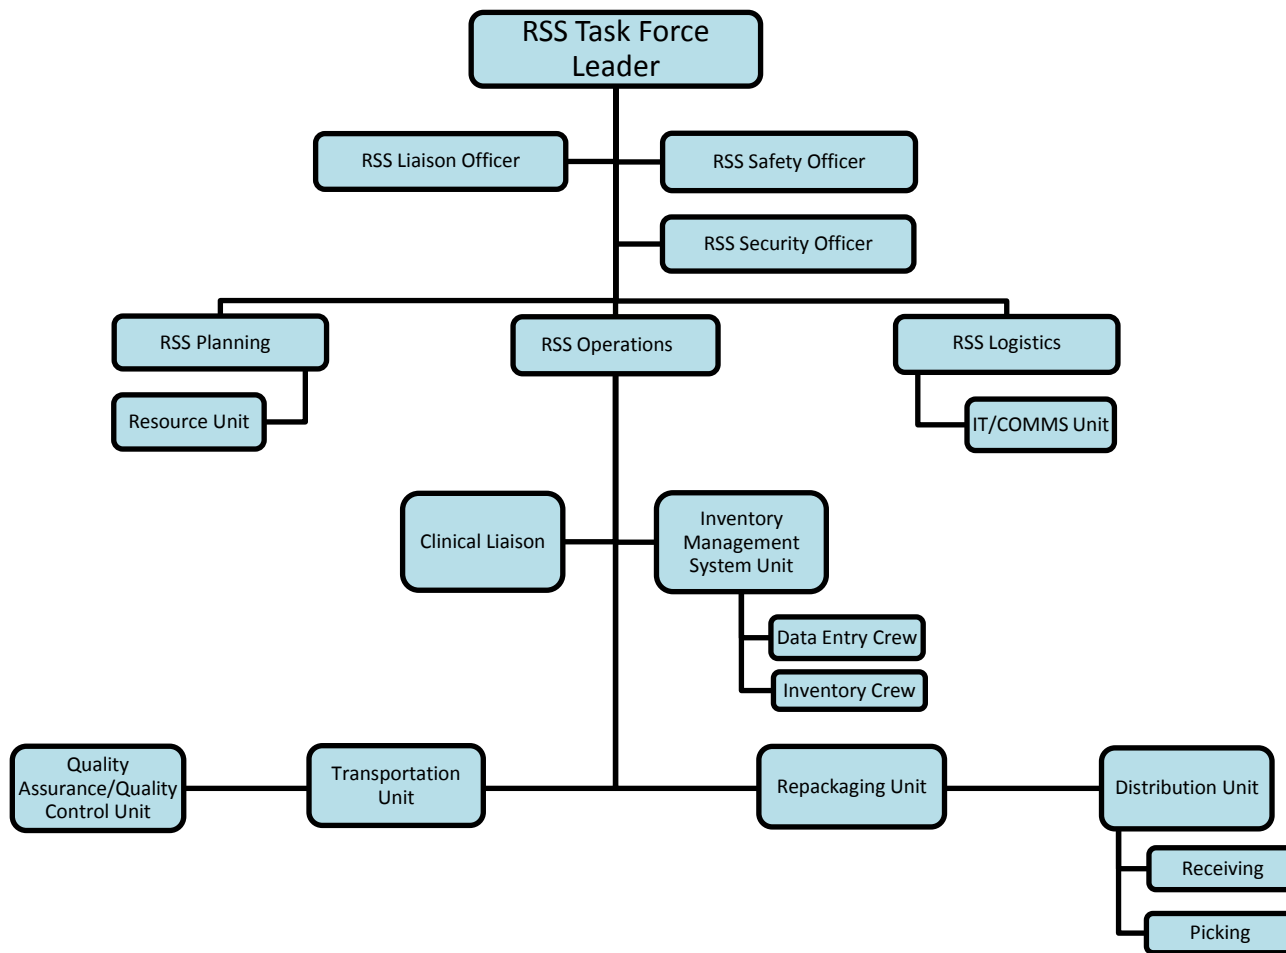 RSS Task Force
Leader
RSS Liaison Officer
RSS Safety Officer
RSS Security Officer
RSS Planning
RSS Operations
RSS Logistics
Resource Unit
IT/COMMS Unit
Clinical Liaison
Inventory
Management
System Unit
Data Entry Crew
Inventory Crew
Quality
Assurance/Quality
Control Unit
Transportation
Unit
Repackaging Unit
Distribution Unit
Receiving
Picking